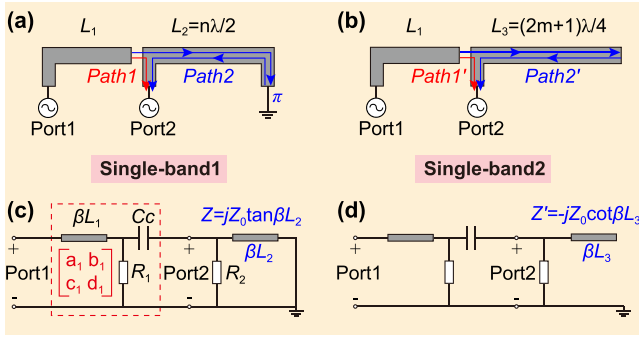 (a)
L₁
L₂=nλ/2
Path1
Path2
π
Port1
Port2
Single-band1
(b)
L₁
L₃=(2m+1)λ/4
Path1'
Path2'
Port1
Port2
Single-band2
(c)
βL₁
Cc
Z=jZ₀tanβL₂
βL₂
+
+
Port1
a₁ b₁
c₁ d₁
R₁
Port2
R₂
-
-
(d)
Z'=-jZ₀cotβL₃
βL₃
+
+
Port1
Port2
-
-